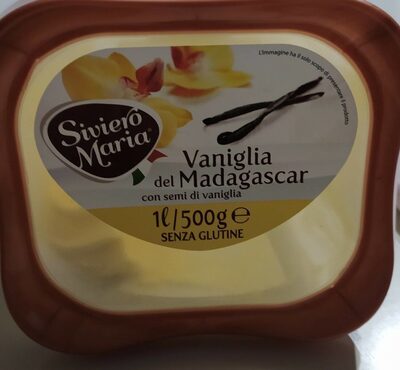 L'immagine ha il solo scopo di presentare il prodotto
Siviero
Maria®
Vaniglia
del Madagascar
con semi di vaniglia
1l/500g e
SENZA GLUTINE